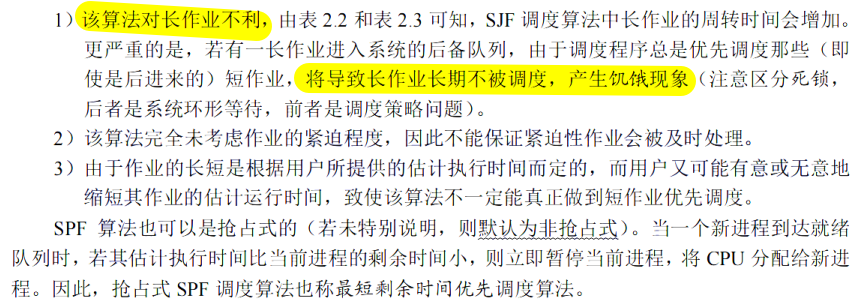 1）该算法对长作业不利，由表 2.2 和表 2.3 可知，SJF 调度算法中长作业的周转时间会增加。
更严重的是，若有一长作业进入系统的后备队列，由于调度程序总是优先调度那些（即
使是后进来的）短作业，将导致长作业长期不被调度，产生饥饿现象（注意区分死锁，
后者是系统环形等待，前者是调度策略问题）。
2）该算法完全未考虑作业的紧迫程度，因此不能保证紧迫性作业会被及时处理。
3）由于作业的长短是根据用户所提供的估计执行时间而定的，而用户又可能有意或无意地
缩短其作业的估计运行时间，致使该算法不一定能真正做到短作业优先调度。
SPF 算法也可以是抢占式的（若未特别说明，则默认为非抢占式）。当一个新进程到达就绪
队列时，若其估计执行时间比当前进程的剩余时间小，则立即暂停当前进程，将 CPU 分配给新进
程。因此，抢占式 SPF 调度算法也称最短剩余时间优先调度算法。